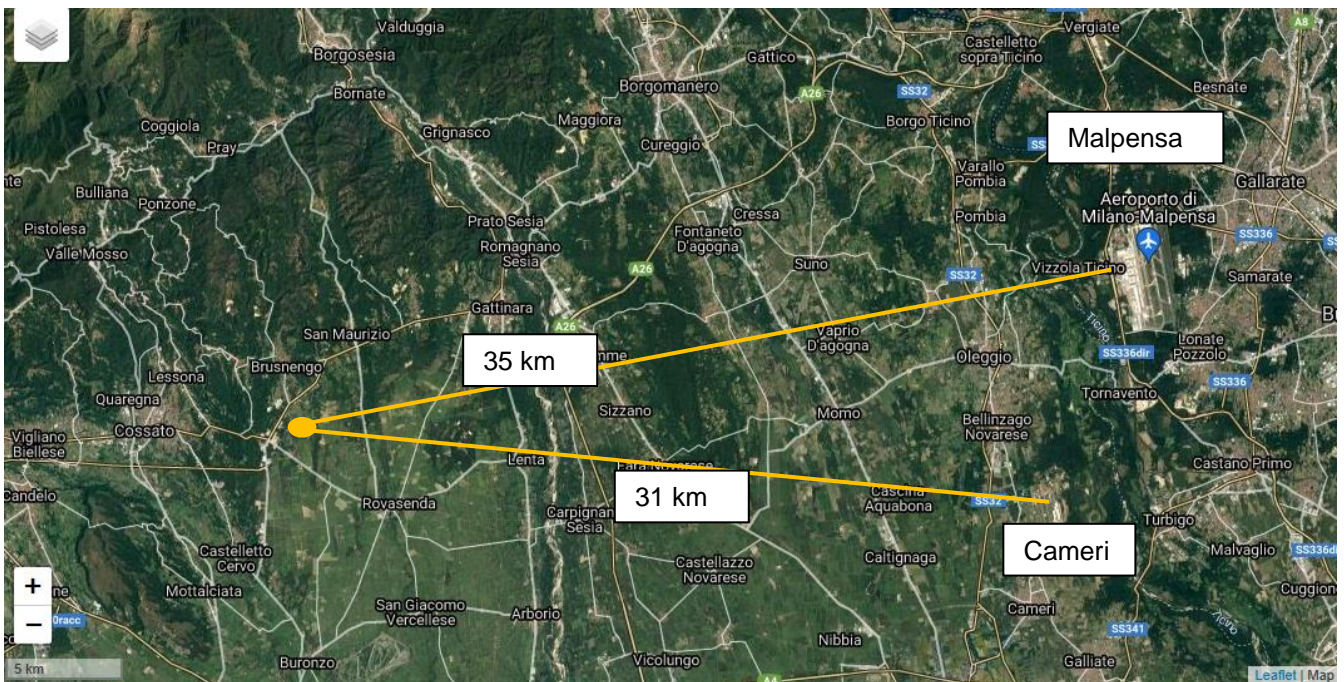 Valduggia
Vergiate
A8
Borgosesia
Gattico
Castelletto
sopra Ticino
Borgomanero
A26
SS32
Besnate
Bornate
Maggiora
Borgo Ticino
Coggiola
Grignasco
Malpensa
Pray
Cureggio
Varallo
Pombia
Gallarate
Bulliana
Ponzone
Aeroporto di
Milano-Malpensa
Pistolesa
Prato Sesia
Cressa
Pombia
Fontaneto
D'agogna
SS336
Valle Mosso
Romagnano
Sesia
A26
Suno
SS32
Vizzola Ticino
Samarate
Gattinara
A26
San Maurizio
Vaprio
D'agogna
Ticino
Lonate
Pozzolo
35 km
Oleggio
SS336dir
Brusnengo
Lessona
SS336
Quaregna
Tornavento
Sizzano
Momo
Cossato
Bellinzago
Novarese
Vigliano
Biellese
Lenta
Castano Primo
Candelo
31 km
Rovasenda
Cascina
Aquabona
SS32
Carpignano
Sesia
Turbigo
Cameri
Castelletto
Cervo
Caltignaga
Malvaglio
Castellazzo
Novarese
+
Mottalciata
Cuggiono
−
San Giacomo
Vercellese
Arborio
Cameri
Nibbia
SS341
Ticino
5 km
Buronzo
Vicolungo
Galliate
A4
Leaflet | Map